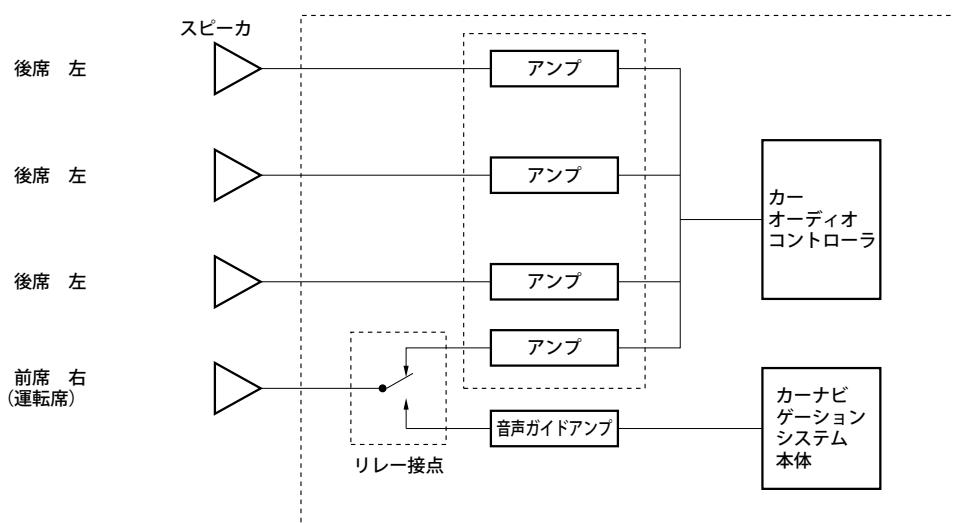 スピーカ
後席　左
アンプ
後席　左
アンプ
カー
オーディオ
コントローラ
後席　左
アンプ
アンプ
前席　右
（運転席）
カーナビ
ゲーション
システム
本体
音声ガイドアンプ
リレー接点